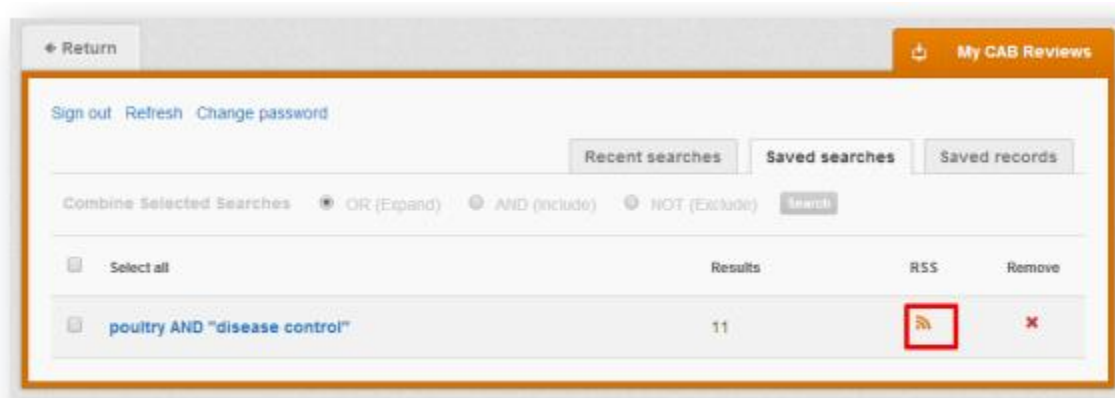 Return
My CAB Reviews
Sign out Refresh Change password
Recent searches Saved searches Saved records
Combine Selected Searches OR (Expand) AND (Include) NOT (Exclude) Search
Select all Results RSS Remove
poultry AND "disease control" 11